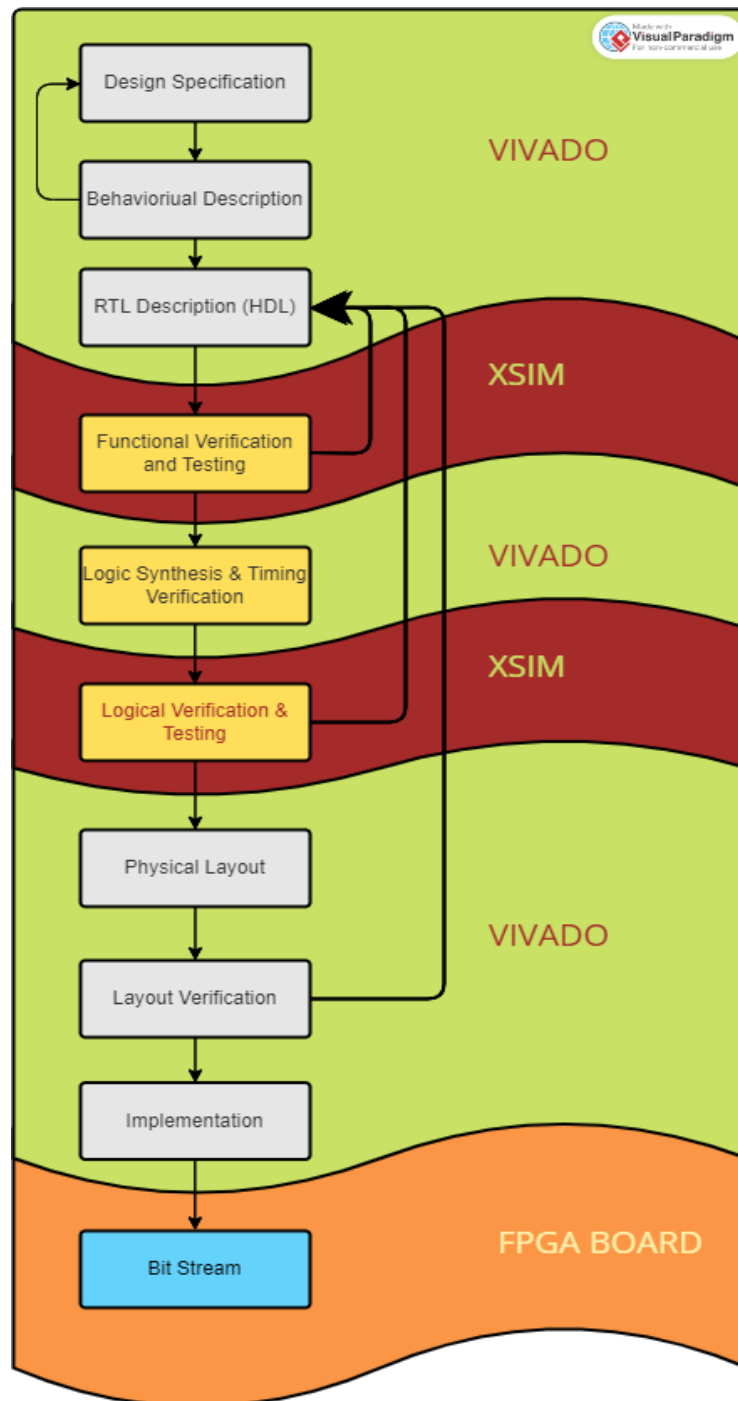 Made with
VisualParadigm
For non-commercial use
Design Specification
VIVADO
Behavioriual Description
RTL Description (HDL)
XSIM
Functional Verification
and Testing
VIVADO
Logic Synthesis & Timing
Verification
XSIM
Logical Verification &
Testing
Physical Layout
VIVADO
Layout Verification
Implementation
FPGA BOARD
Bit Stream